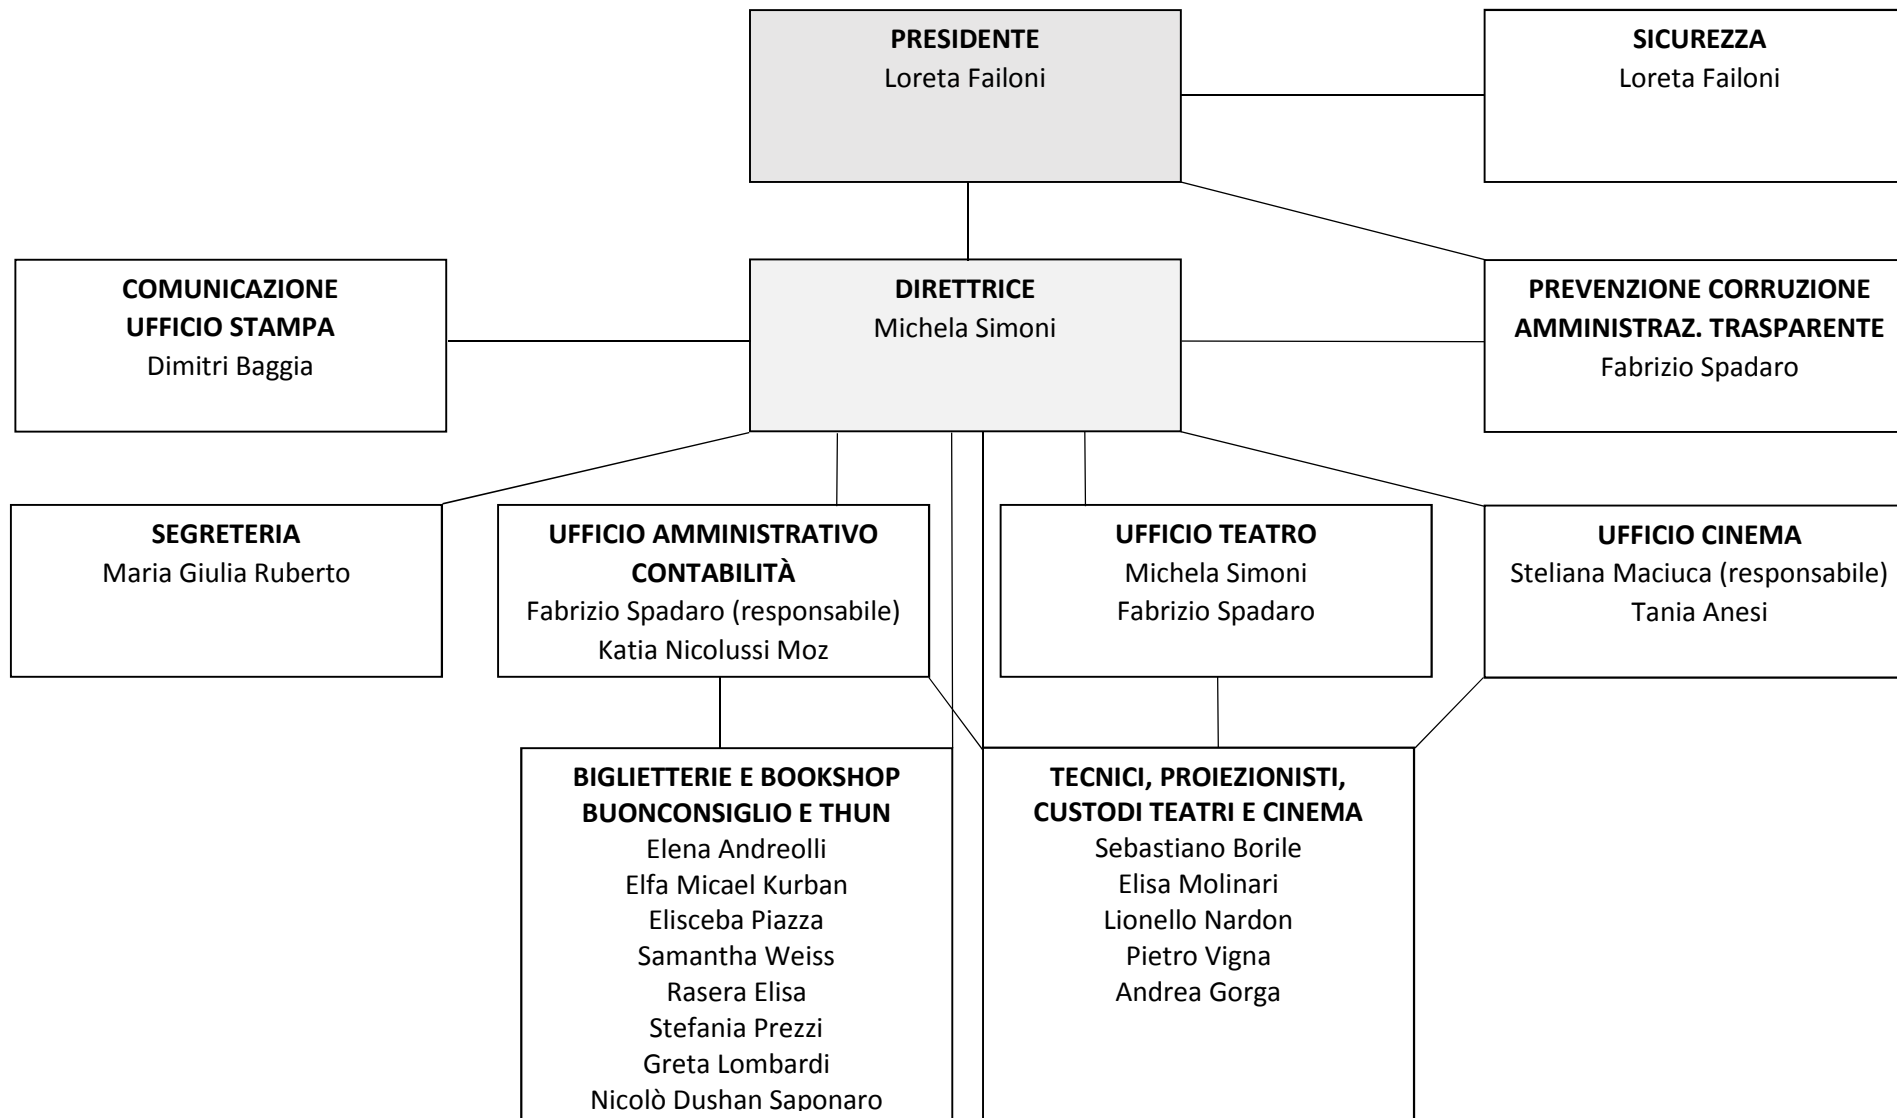 PRESIDENTE
Loreta Failoni
SICUREZZA
Loreta Failoni
COMUNICAZIONE
UFFICIO STAMPA
Dimitri Baggia
DIRETTRICE
Michela Simoni
PREVENZIONE CORRUZIONE
AMMINISTRAZ. TRASPARENTE
Fabrizio Spadaro
SEGRETERIA
Maria Giulia Ruberto
UFFICIO AMMINISTRATIVO
CONTABILITÀ
Fabrizio Spadaro (responsabile)
Katia Nicolussi Moz
UFFICIO TEATRO
Michela Simoni
Fabrizio Spadaro
UFFICIO CINEMA
Steliana Maciuca (responsabile)
Tania Anesi
BIGLIETTERIE E BOOKSHOP
BUONCONSIGLIO E THUN
Elena Andreolli
Elfa Micael Kurban
Elisceba Piazza
Samantha Weiss
Rasera Elisa
Stefania Prezzi
Greta Lombardi
Nicolò Dushan Saponaro
TECNICI, PROIEZIONISTI,
CUSTODI TEATRI E CINEMA
Sebastiano Borile
Elisa Molinari
Lionello Nardon
Pietro Vigna
Andrea Gorga